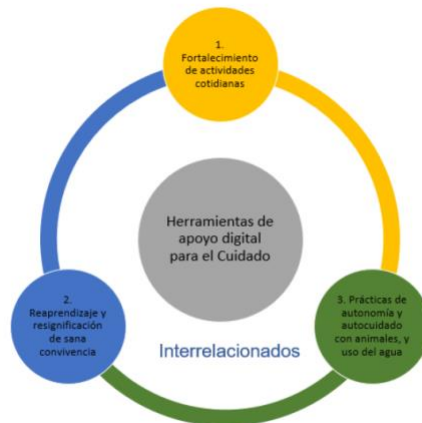 1.
Fortalecimiento
de actividades
cotidianas
Herramientas de
apoyo digital
para el Cuidado
2.
Reaprendizaje y
resignificación
de sana
convivencia
3. Prácticas de
autonomía y
autocuidado
con animales, y
uso del agua
Interrelacionados